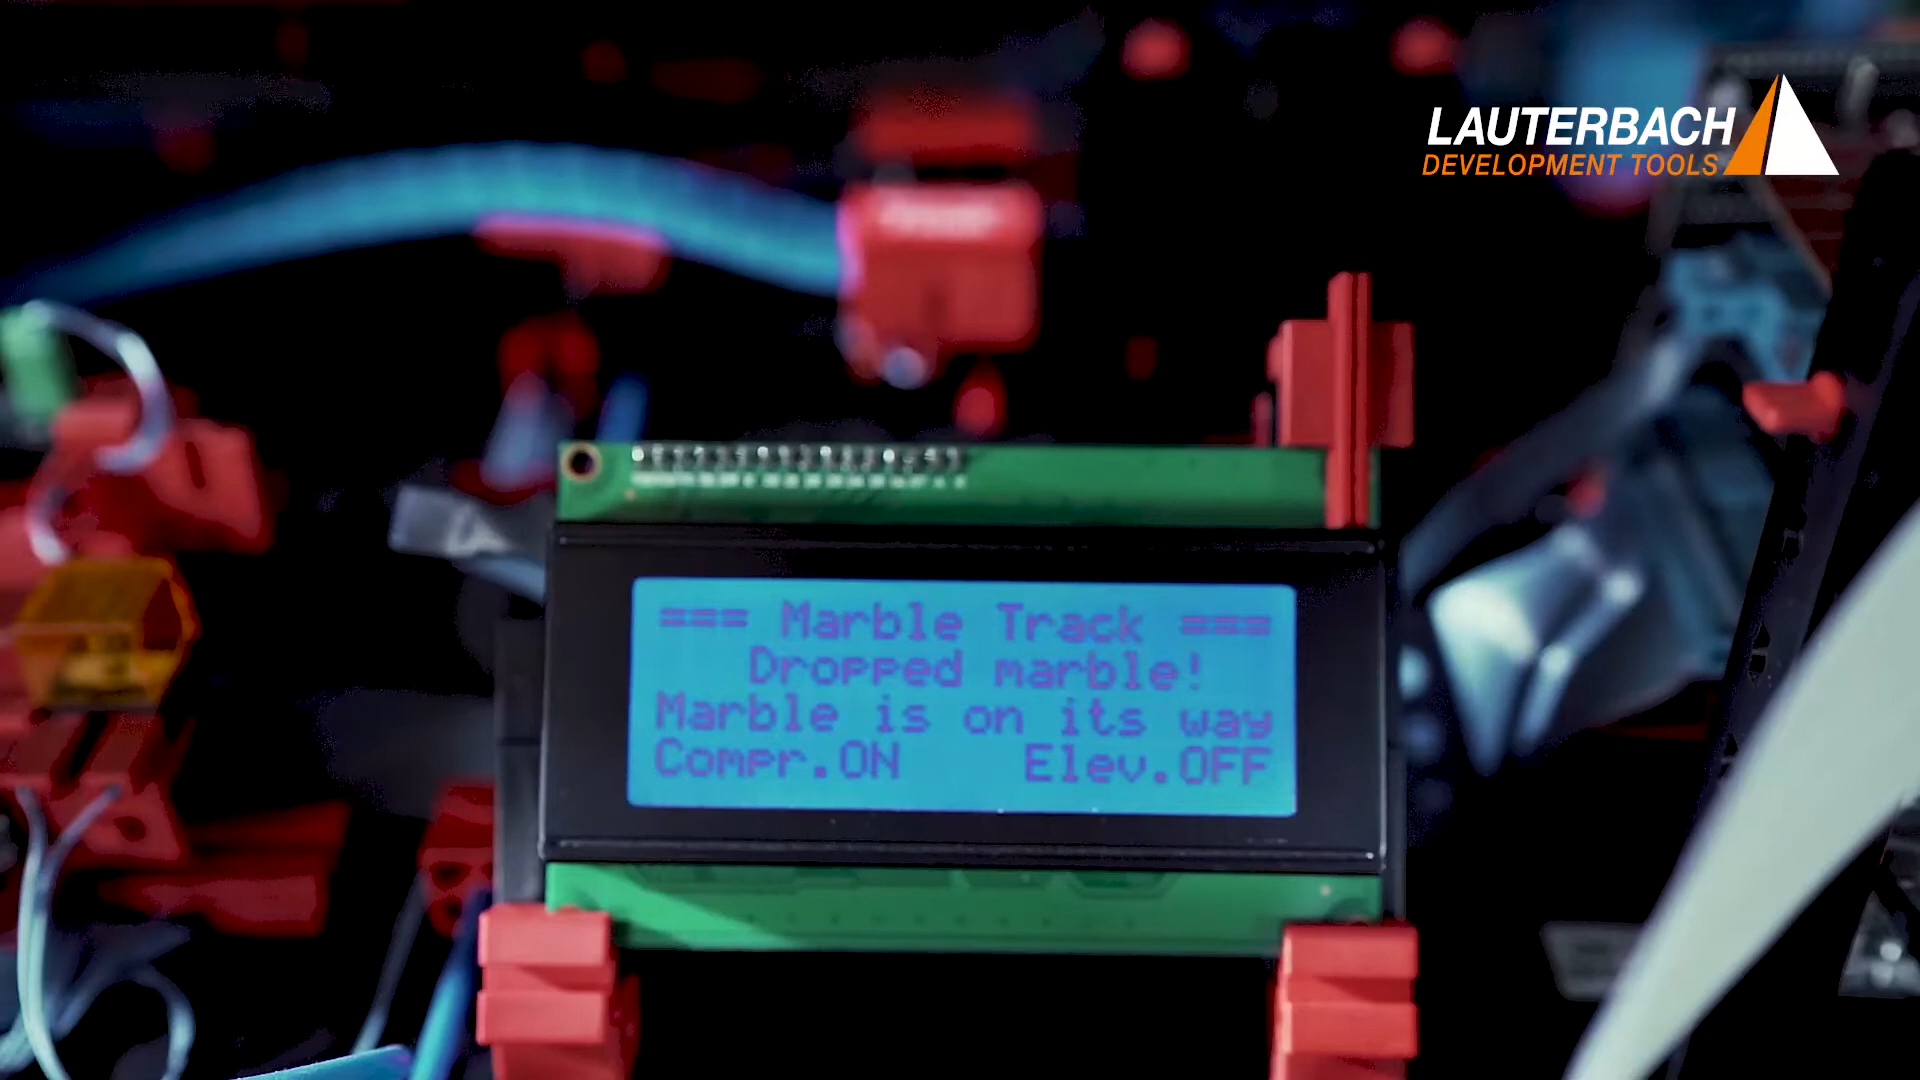 LAUTERBACH
DEVELOPMENT TOOLS
=== Marble Track ===
Dropped marble!
Marble is on its way
Compr.ON Elev.OFF